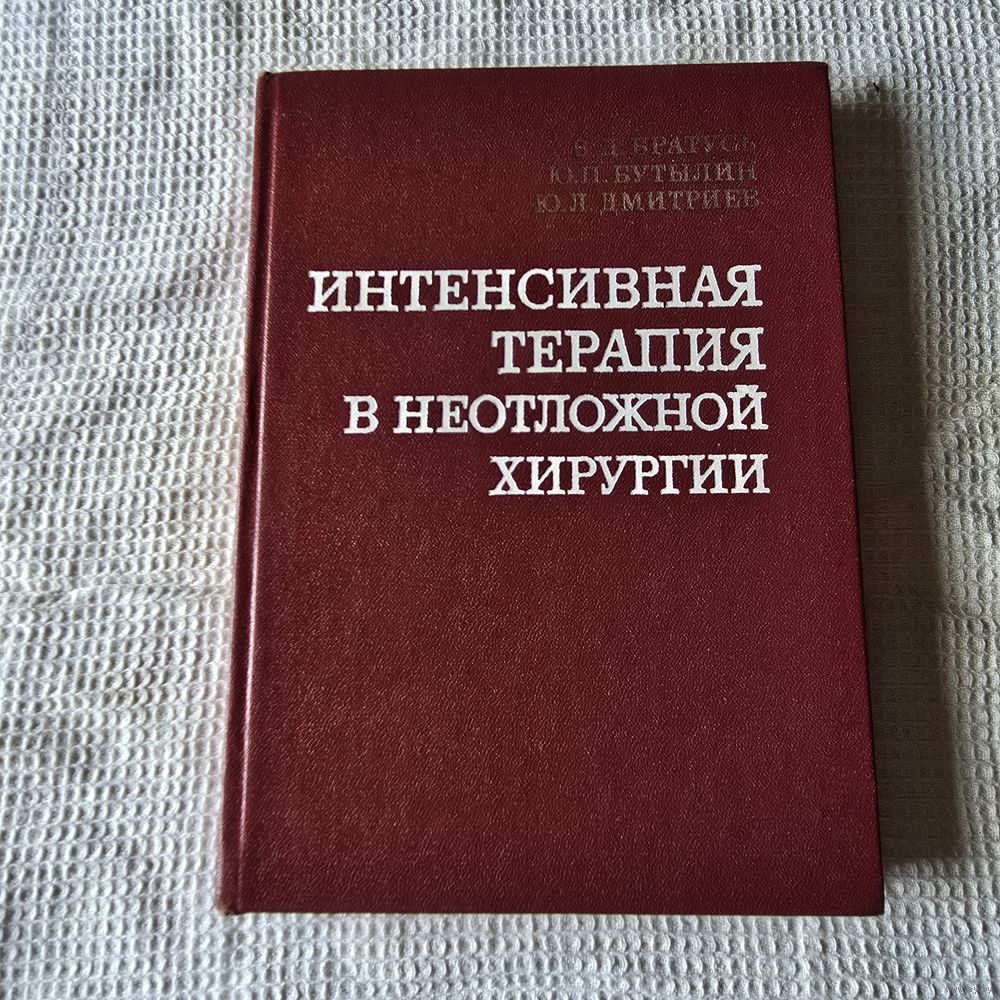 В. Д. БРАТУСЬ
Ю. П. БУТЫЛИН
Ю. Л. ДМИТРИЕВ
ИНТЕНСИВНАЯ
ТЕРАПИЯ
В НЕОТЛОЖНОЙ
ХИРУРГИИ